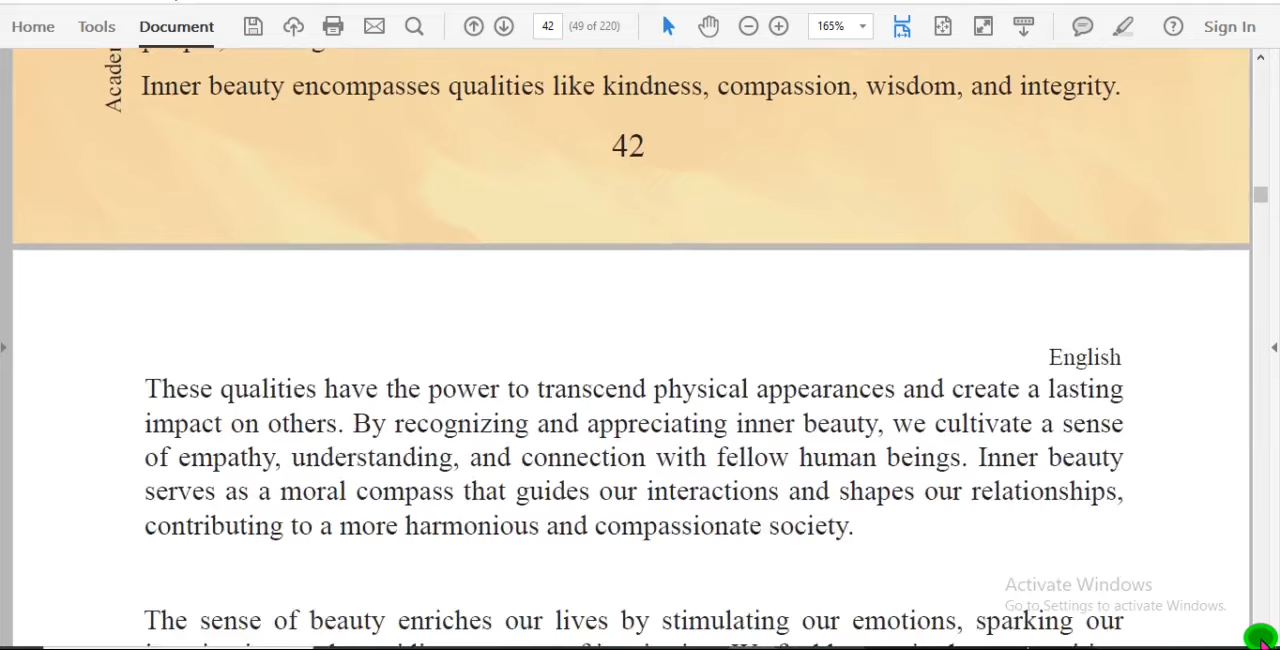 Home Tools Document 42 (49 of 220) 165% Sign In
Acade
Inner beauty encompasses qualities like kindness, compassion, wisdom, and integrity.
42
English
These qualities have the power to transcend physical appearances and create a lasting
impact on others. By recognizing and appreciating inner beauty, we cultivate a sense
of empathy, understanding, and connection with fellow human beings. Inner beauty
serves as a moral compass that guides our interactions and shapes our relationships,
contributing to a more harmonious and compassionate society.
Activate Windows
Go to Settings to activate Windows.
The sense of beauty enriches our lives by stimulating our emotions, sparking our